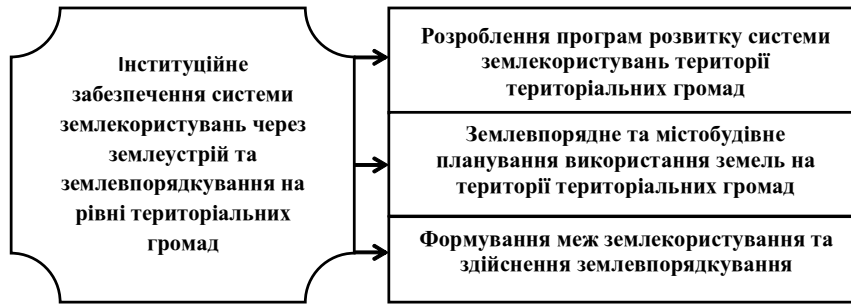 Інституційне
забезпечення системи
землекористувань через
землеустрій та
землевпорядкування на
рівні територіальних
громад
Розроблення програм розвитку системи
землекористувань території
територіальних громад
Землевпорядне та містобудівне
планування використання земель на
території територіальних громад
Формування меж землекористування та
здійснення землевпорядкування